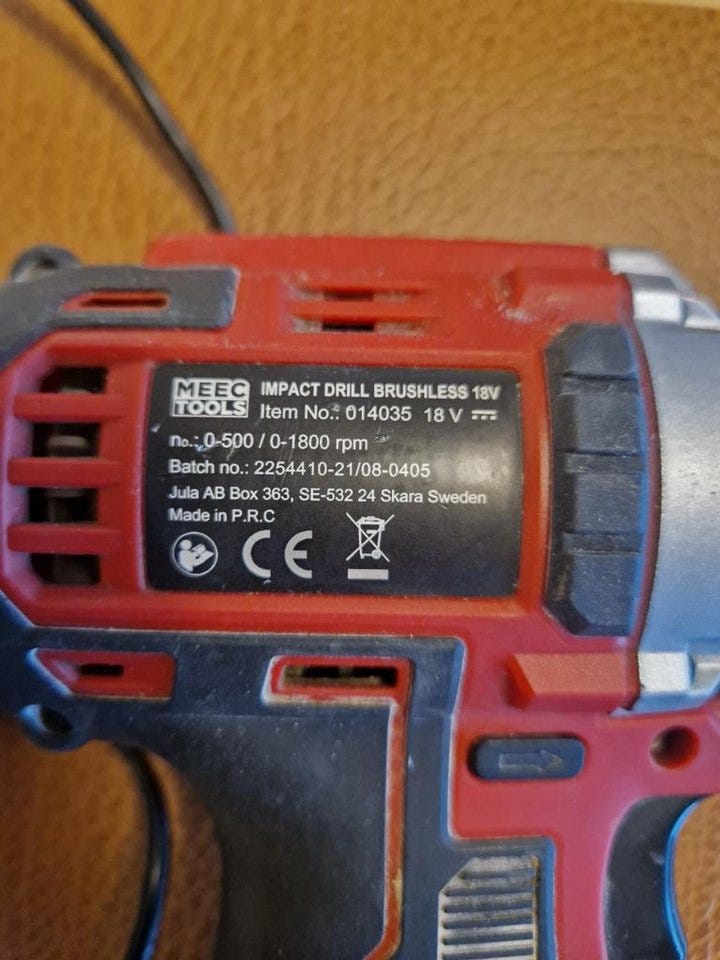 MEEC
TOOLS
IMPACT DRILL BRUSHLESS 18V
Item No.: 014035 18 V
n₀.: 0-500 / 0-1800 rpm
Batch no.: 2254410-21/08-0405
Jula AB Box 363, SE-532 24 Skara Sweden
Made in P.R.C
CE